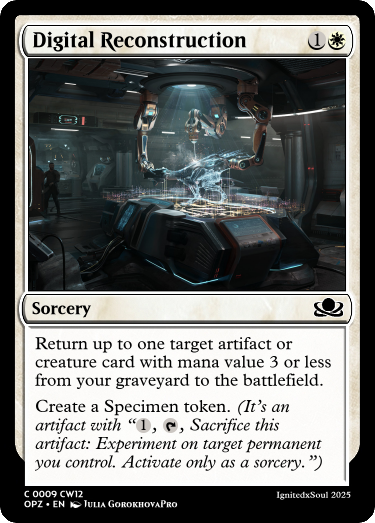 Digital Reconstruction 1
Sorcery
Return up to one target artifact or
creature card with mana value 3 or less
from your graveyard to the battlefield.
Create a Specimen token. (It's an
artifact with “1, , Sacrifice this
artifact: Experiment on target permanent
you control. Activate only as a sorcery.”)
C 0009 CW12
OPZ • EN Julia GorokhovaPro
IgnitedxSoul 2025